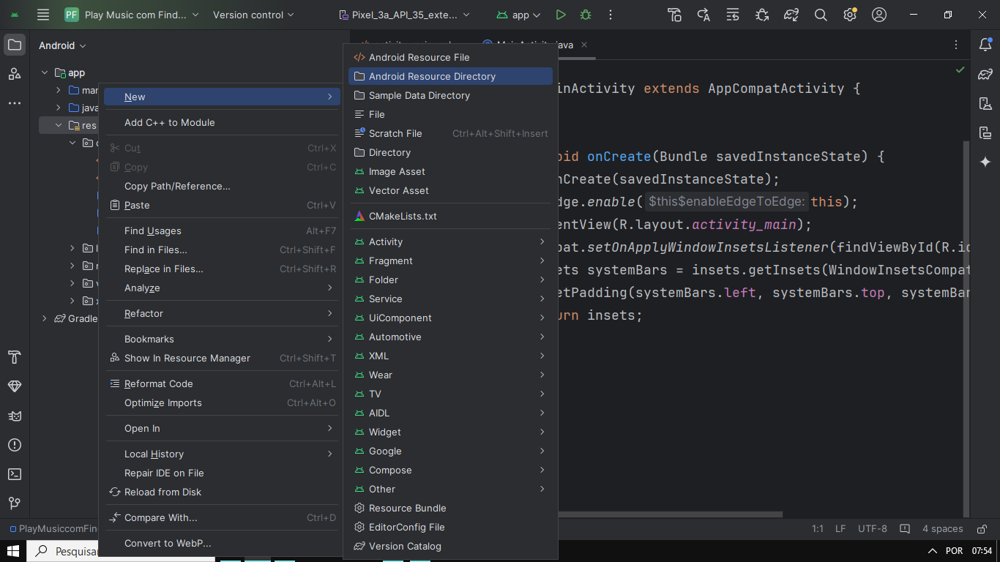 PF Play Music com Find...
Version control
Pixel_3a_API_35_exte...
app
Android
MainActivity.java
app
java
res
Gradle
New
Add C++ to Module
Cut Ctrl+X
Copy Ctrl+C
Copy Path/Reference...
Paste Ctrl+V
Find Usages Alt+F7
Find in Files... Ctrl+Shift+F
Replace in Files... Ctrl+Shift+R
Analyze
Refactor
Bookmarks
Show In Resource Manager Ctrl+Shift+T
Reformat Code Ctrl+Alt+L
Optimize Imports Ctrl+Alt+O
Open In
Local History
Repair IDE on File
Reload from Disk
Compare With... Ctrl+D
Convert to WebP...
Android Resource File
Android Resource Directory
Sample Data Directory
File
Scratch File Ctrl+Alt+Shift+Insert
Directory
Image Asset
Vector Asset
CMakeLists.txt
Activity
Fragment
Folder
Service
UiComponent
Automotive
XML
Wear
TV
AIDL
Widget
Google
Compose
Other
Resource Bundle
EditorConfig File
Version Catalog
inActivity extends AppCompatActivity {
oid onCreate(Bundle savedInstanceState) {
nCreate(savedInstanceState);
dge.enable( $this$enableEdgeToEdge: this);
entView(R.layout.activity_main);
pat.setOnApplyWindowInsetsListener(findViewById(R.id
ets systemBars = insets.getInsets(WindowInsetsCompat
etPadding(systemBars.left, systemBars.top, systemBar
urn insets;
PlayMusiccomFin
1:1 LF UTF-8 4 spaces
Pesquisar
POR 07:54